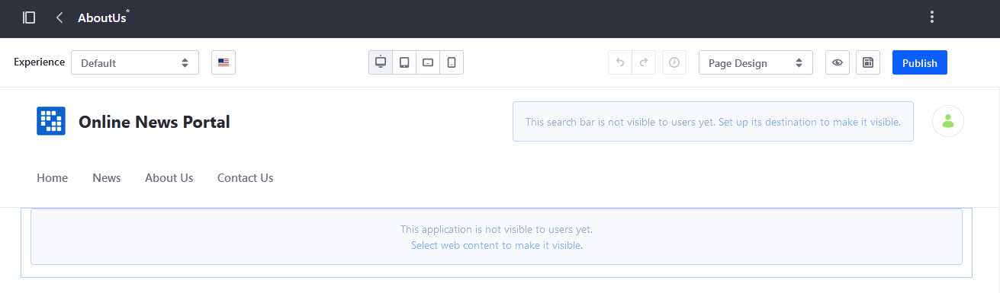 AboutUs*
Experience Default Page Design Publish
Online News Portal
This search bar is not visible to users yet. Set up its destination to make it visible.
Home News About Us Contact Us
This application is not visible to users yet.
Select web content to make it visible.